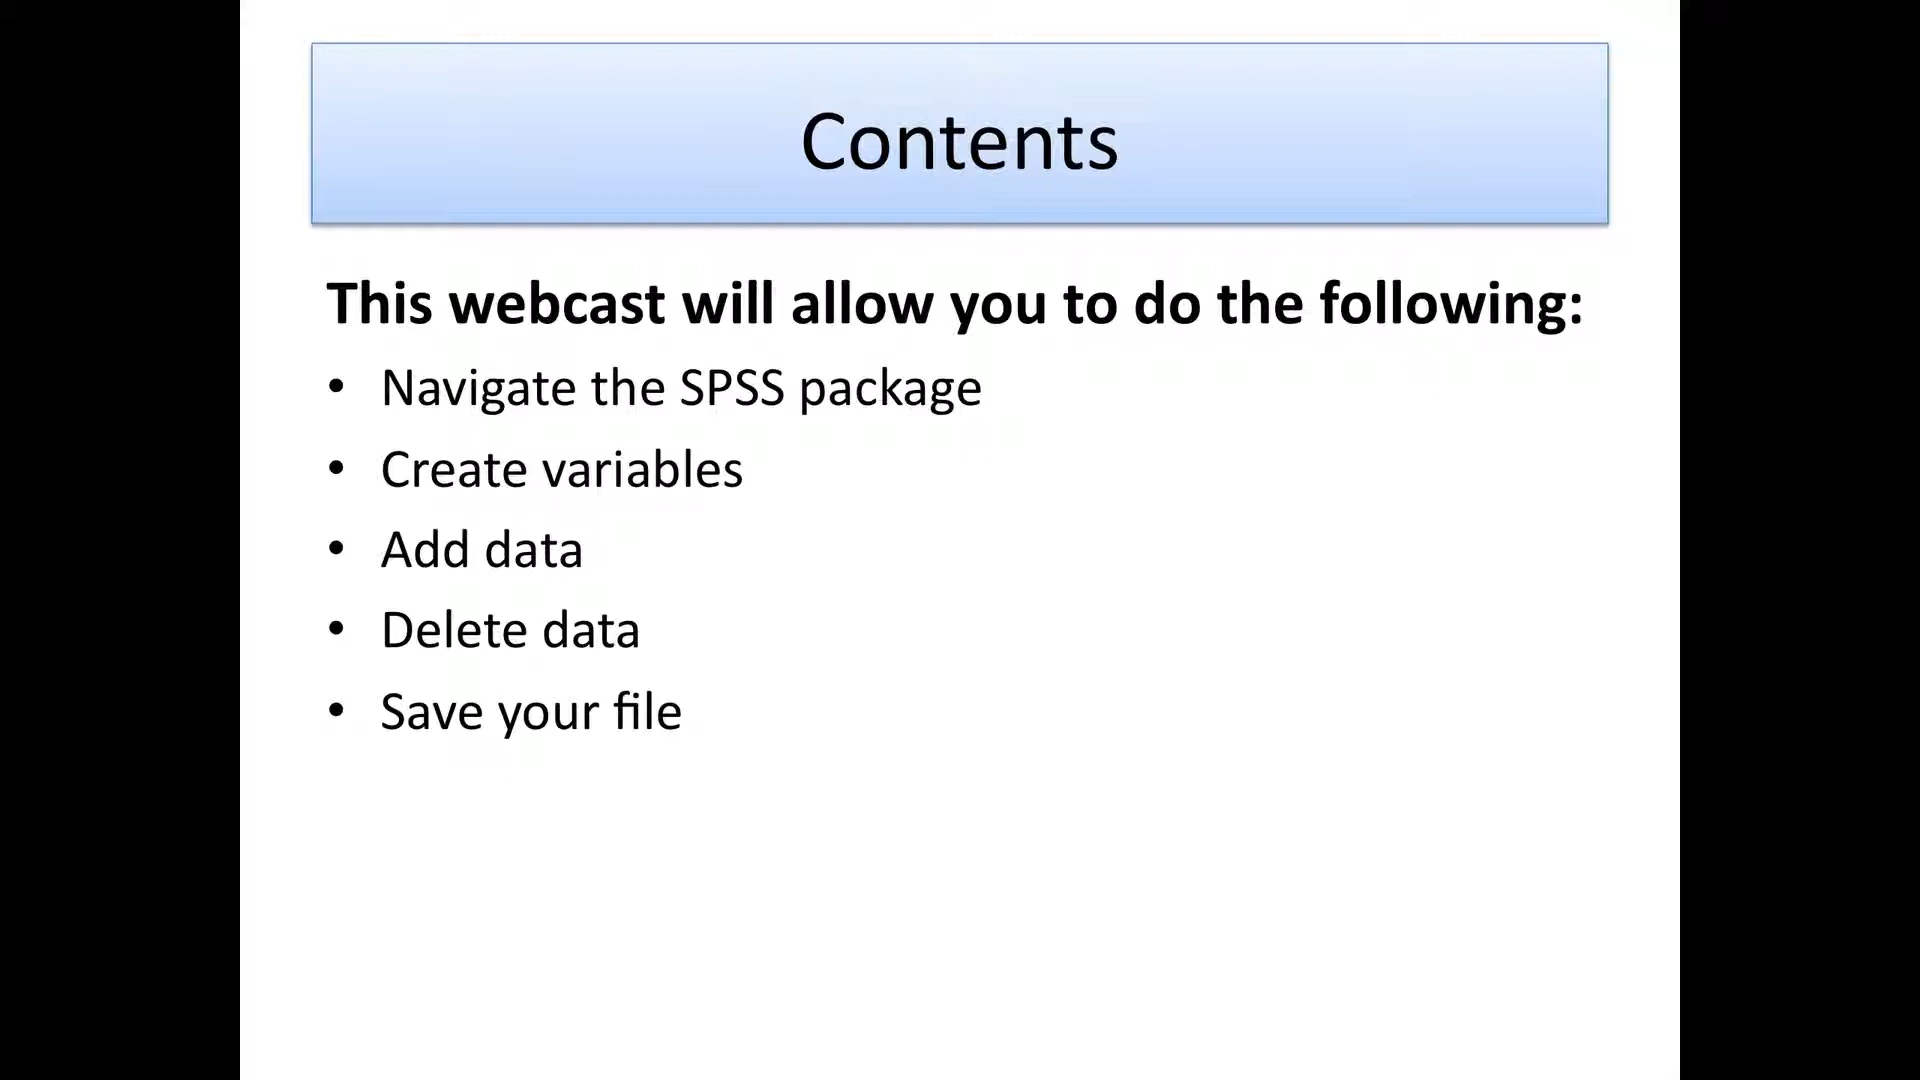 Contents
This webcast will allow you to do the following:
• Navigate the SPSS package
• Create variables
• Add data
• Delete data
• Save your file